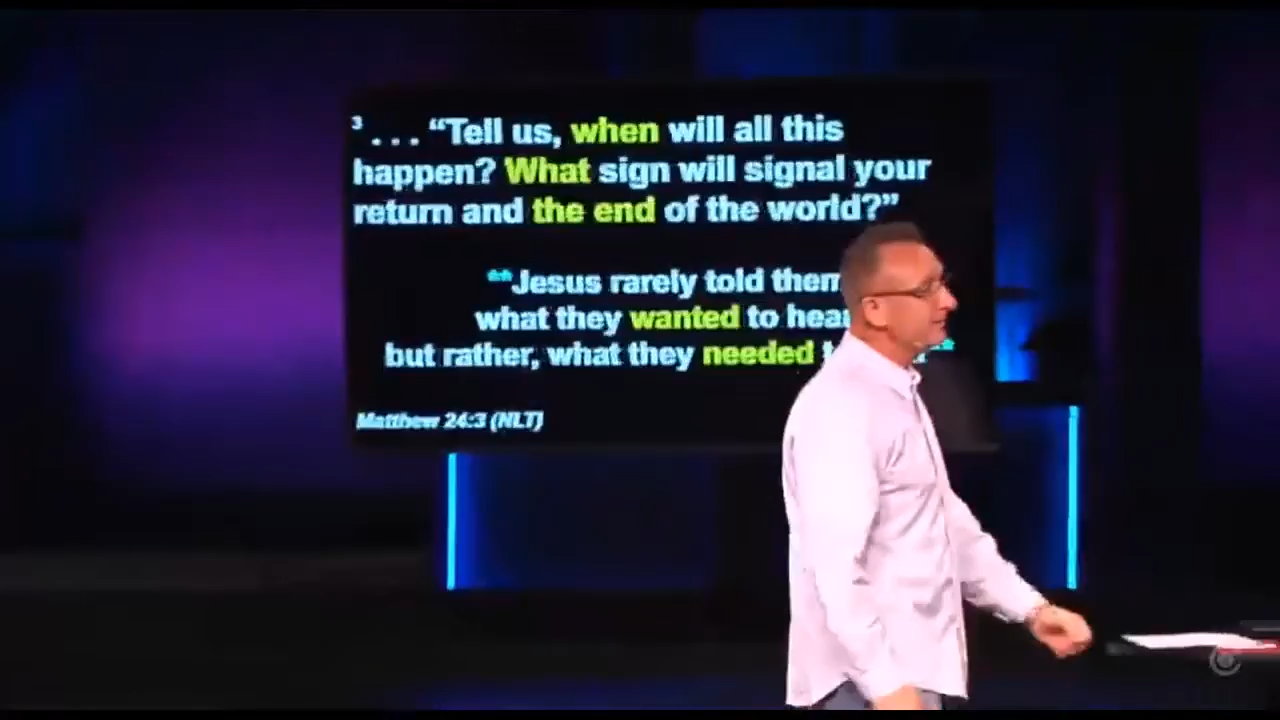 3 . . . “Tell us, when will all this
happen? What sign will signal your
return and the end of the world?”
**Jesus rarely told them
what they wanted to hear
but rather, what they needed
Matthew 24:3 (NLT)